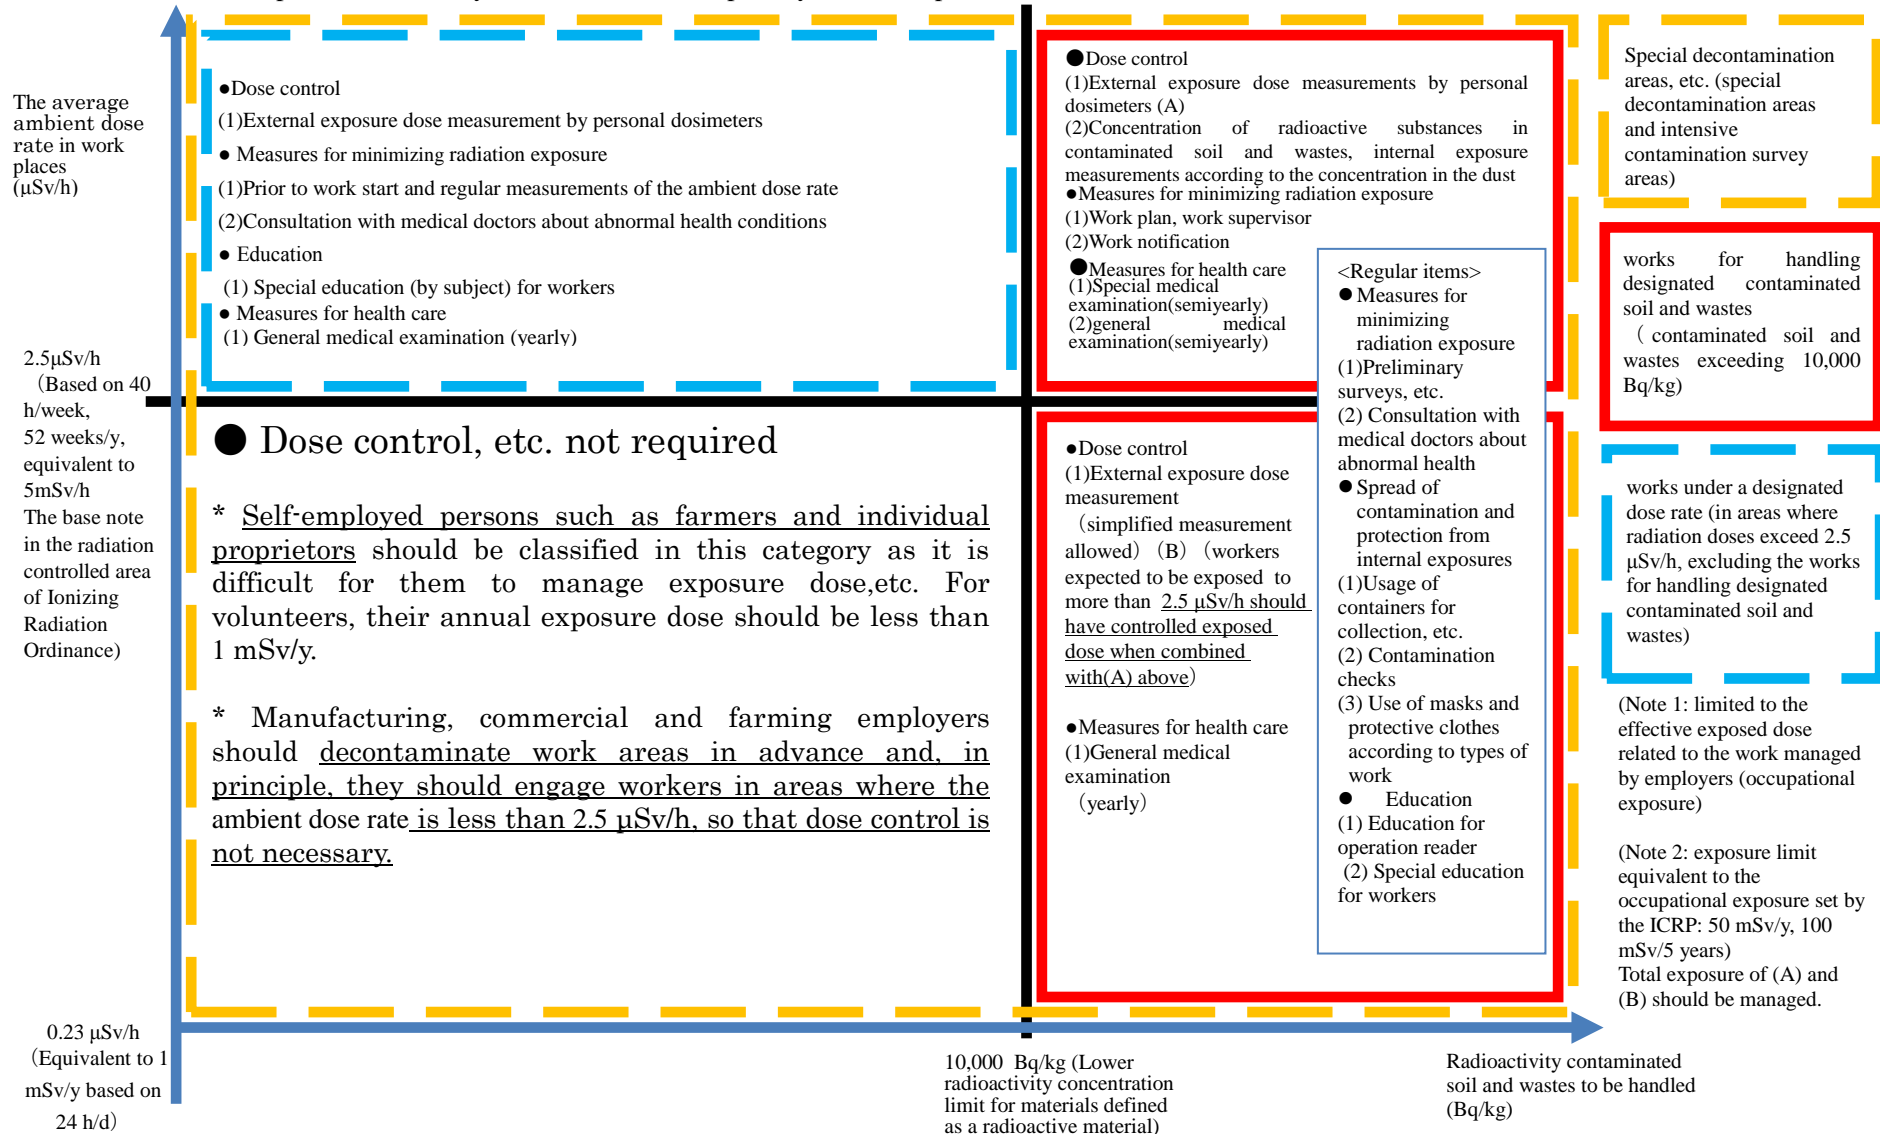 The average
ambient dose
rate in work
places
(μSv/h)
2.5μSv/h
（Based on 40
h/week,
52 weeks/y,
equivalent to
5mSv/h
The base note
in the radiation
controlled area
of Ionizing
Radiation
Ordinance)
0.23 μSv/h
（Equivalent to 1
mSv/y based on
24 h/d）
●Dose control
(1)External exposure dose measurement by personal dosimeters
● Measures for minimizing radiation exposure
(1)Prior to work start and regular measurements of the ambient dose rate
(2)Consultation with medical doctors about abnormal health conditions
● Education
(1) Special education (by subject) for workers
● Measures for health care
(1) General medical examination (yearly)
●Dose control
(1)External exposure dose measurements by personal
dosimeters (A)
(2)Concentration of radioactive substances in
contaminated soil and wastes, internal exposure
measurements according to the concentration in the dust
●Measures for minimizing radiation exposure
(1)Work plan, work supervisor
(2)Work notification
●Measures for health care
(1)Special medical
examination(semiyearly)
(2)general medical
examination(semiyearly)
● Dose control, etc. not required
* Self-employed persons such as farmers and individual
proprietors should be classified in this category as it is
difficult for them to manage exposure dose,etc. For
volunteers, their annual exposure dose should be less than
1 mSv/y.
* Manufacturing, commercial and farming employers
should decontaminate work areas in advance and, in
principle, they should engage workers in areas where the
ambient dose rate is less than 2.5 μSv/h, so that dose control is
not necessary.
●Dose control
(1)External exposure dose
measurement
（simplified measurement
allowed）（B）（workers
expected to be exposed to
more than 2.5 μSv/h should
have controlled exposed
dose when combined
with(A) above）
●Measures for health care
(1)General medical
examination
（yearly）
<Regular items>
● Measures for
minimizing
radiation exposure
(1)Preliminary
surveys, etc.
(2) Consultation with
medical doctors about
abnormal health
● Spread of
contamination and
protection from
internal exposures
(1)Usage of
containers for
collection, etc.
(2) Contamination
checks
(3) Use of masks and
protective clothes
according to types of
work
● Education
(1) Education for
operation reader
(2) Special education
for workers
Special decontamination
areas, etc. (special
decontamination areas
and intensive
contamination survey
areas)
works for handling
designated contaminated
soil and wastes
（contaminated soil and
wastes exceeding 10,000
Bq/kg)
works under a designated
dose rate (in areas where
radiation doses exceed 2.5
μSv/h, excluding the works
for handling designated
contaminated soil and
wastes)
(Note 1: limited to the
effective exposed dose
related to the work managed
by employers (occupational
exposure)
(Note 2: exposure limit
equivalent to the
occupational exposure set by
the ICRP: 50 mSv/y, 100
mSv/5 years)
Total exposure of (A) and
(B) should be managed.
10,000 Bq/kg (Lower
radioactivity concentration
limit for materials defined
as a radioactive material)
Radioactivity contaminated
soil and wastes to be handled
(Bq/kg)